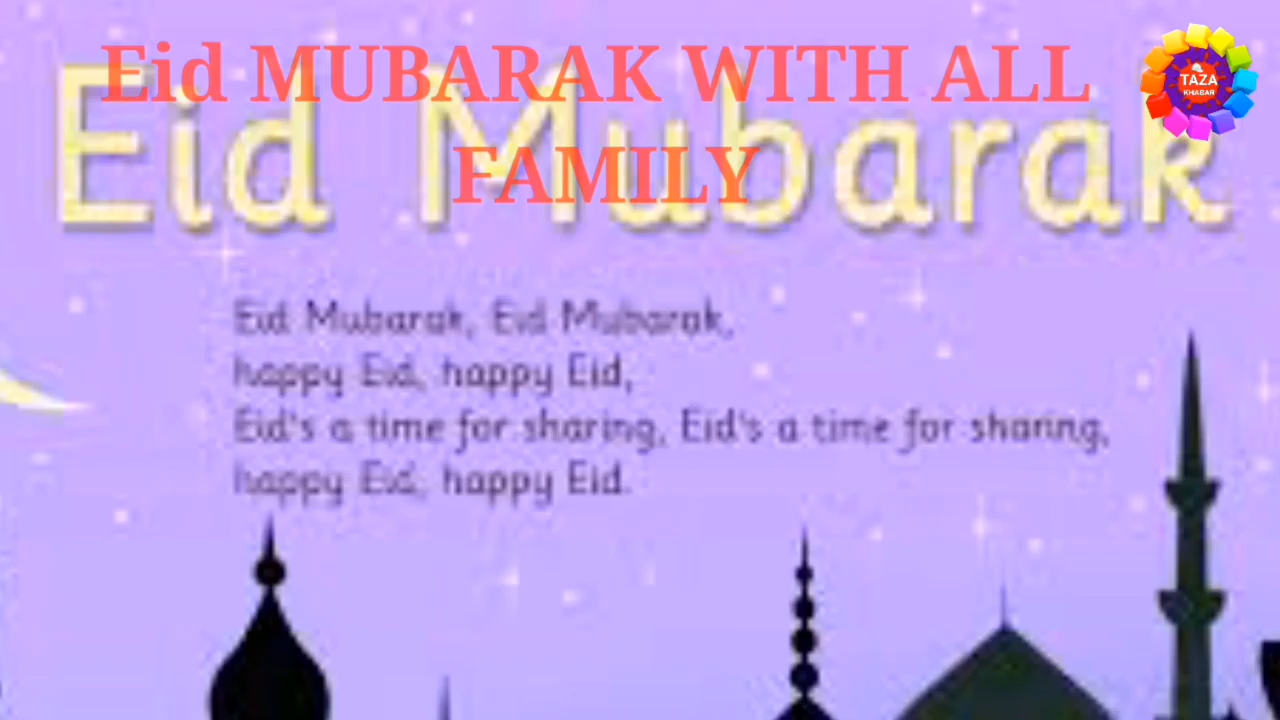 Eid MUBARAK WITH ALL
FAMILY
Eid Mubarak
TAZA
KHABAR
Eid Mubarak, Eid Mubarak,
happy Eid, happy Eid,
Eid's a time for sharing, Eid's a time for sharing,
happy Eid, happy Eid.